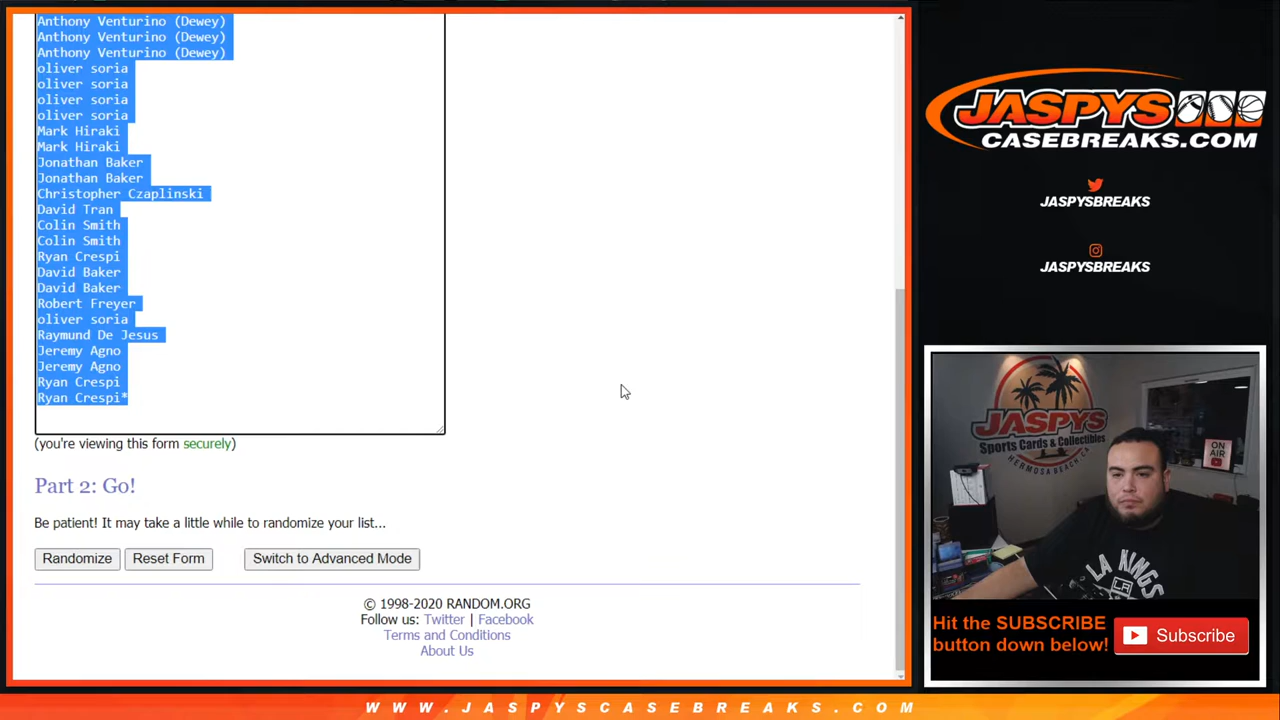 Anthony Venturino (Dewey)
Anthony Venturino (Dewey)
Anthony Venturino (Dewey)
oliver soria
oliver soria
oliver soria
oliver soria
Mark Hiraki
Mark Hiraki
Jonathan Baker
Jonathan Baker
Christopher Czaplinski
David Tran
Colin Smith
Colin Smith
Ryan Crespi
David Baker
David Baker
Robert Freyer
oliver soria
Raymund De Jesus
Jeremy Agno
Jeremy Agno
Ryan Crespi
Ryan Crespi*
(you're viewing this form securely)
Part 2: Go!
Be patient! It may take a little while to randomize your list...
Randomize Reset Form Switch to Advanced Mode
© 1998-2020 RANDOM.ORG
Follow us: Twitter | Facebook
Terms and Conditions
About Us
JASPYS
CASEBREAKS.COM
JASPYSBREAKS
JASPYSBREAKS
JASPYS
Sports Cards & Collectibles
HERMOSA BEACH, CA
ON
AIR
LA KINGS
Hit the SUBSCRIBE
button down below!
Subscribe
WWW.JASPYSCASEBREAKS.COM